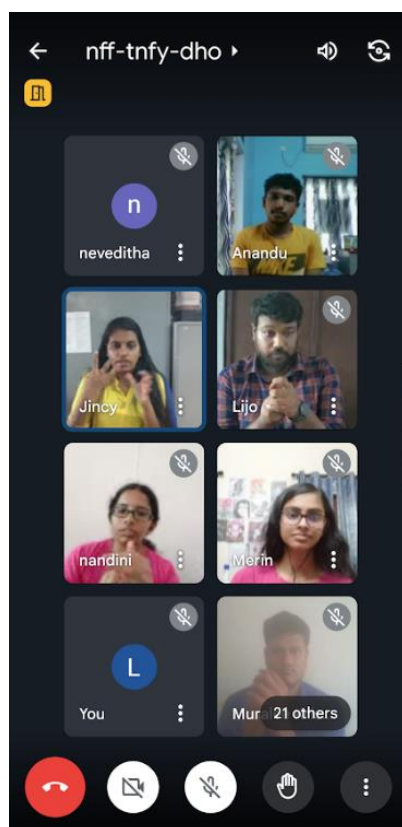 nff-tnfy-dho
n
neveditha
Anandu
Jincy
Lijo
nandini
Merin
L
You
21 others